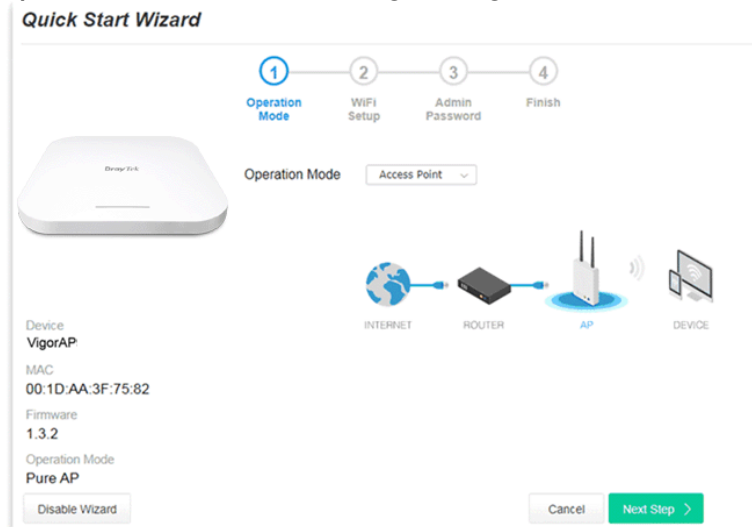 Quick Start Wizard
1
2
3
4
Operation Mode
WiFi Setup
Admin Password
Finish
DrayTek
Operation Mode
Access Point
INTERNET
ROUTER
AP
DEVICE
Device
VigorAP
MAC
00:1D:AA:3F:75:82
Firmware
1.3.2
Operation Mode
Pure AP
Disable Wizard
Cancel
Next Step